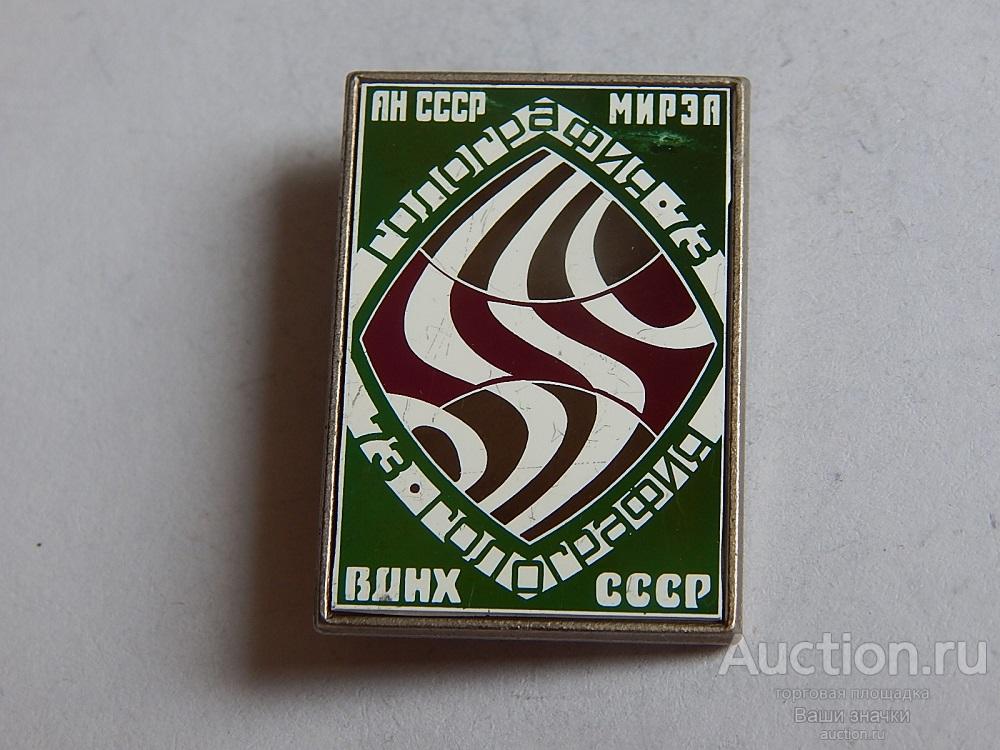 АН СССР
МИРЭА
ГОЛОГРАФИЯ•73
73•ГОЛОГРАФИЯ
ВДНХ
СССР
Auction.ru
торговая площадка
Ваши значки
auction.ru